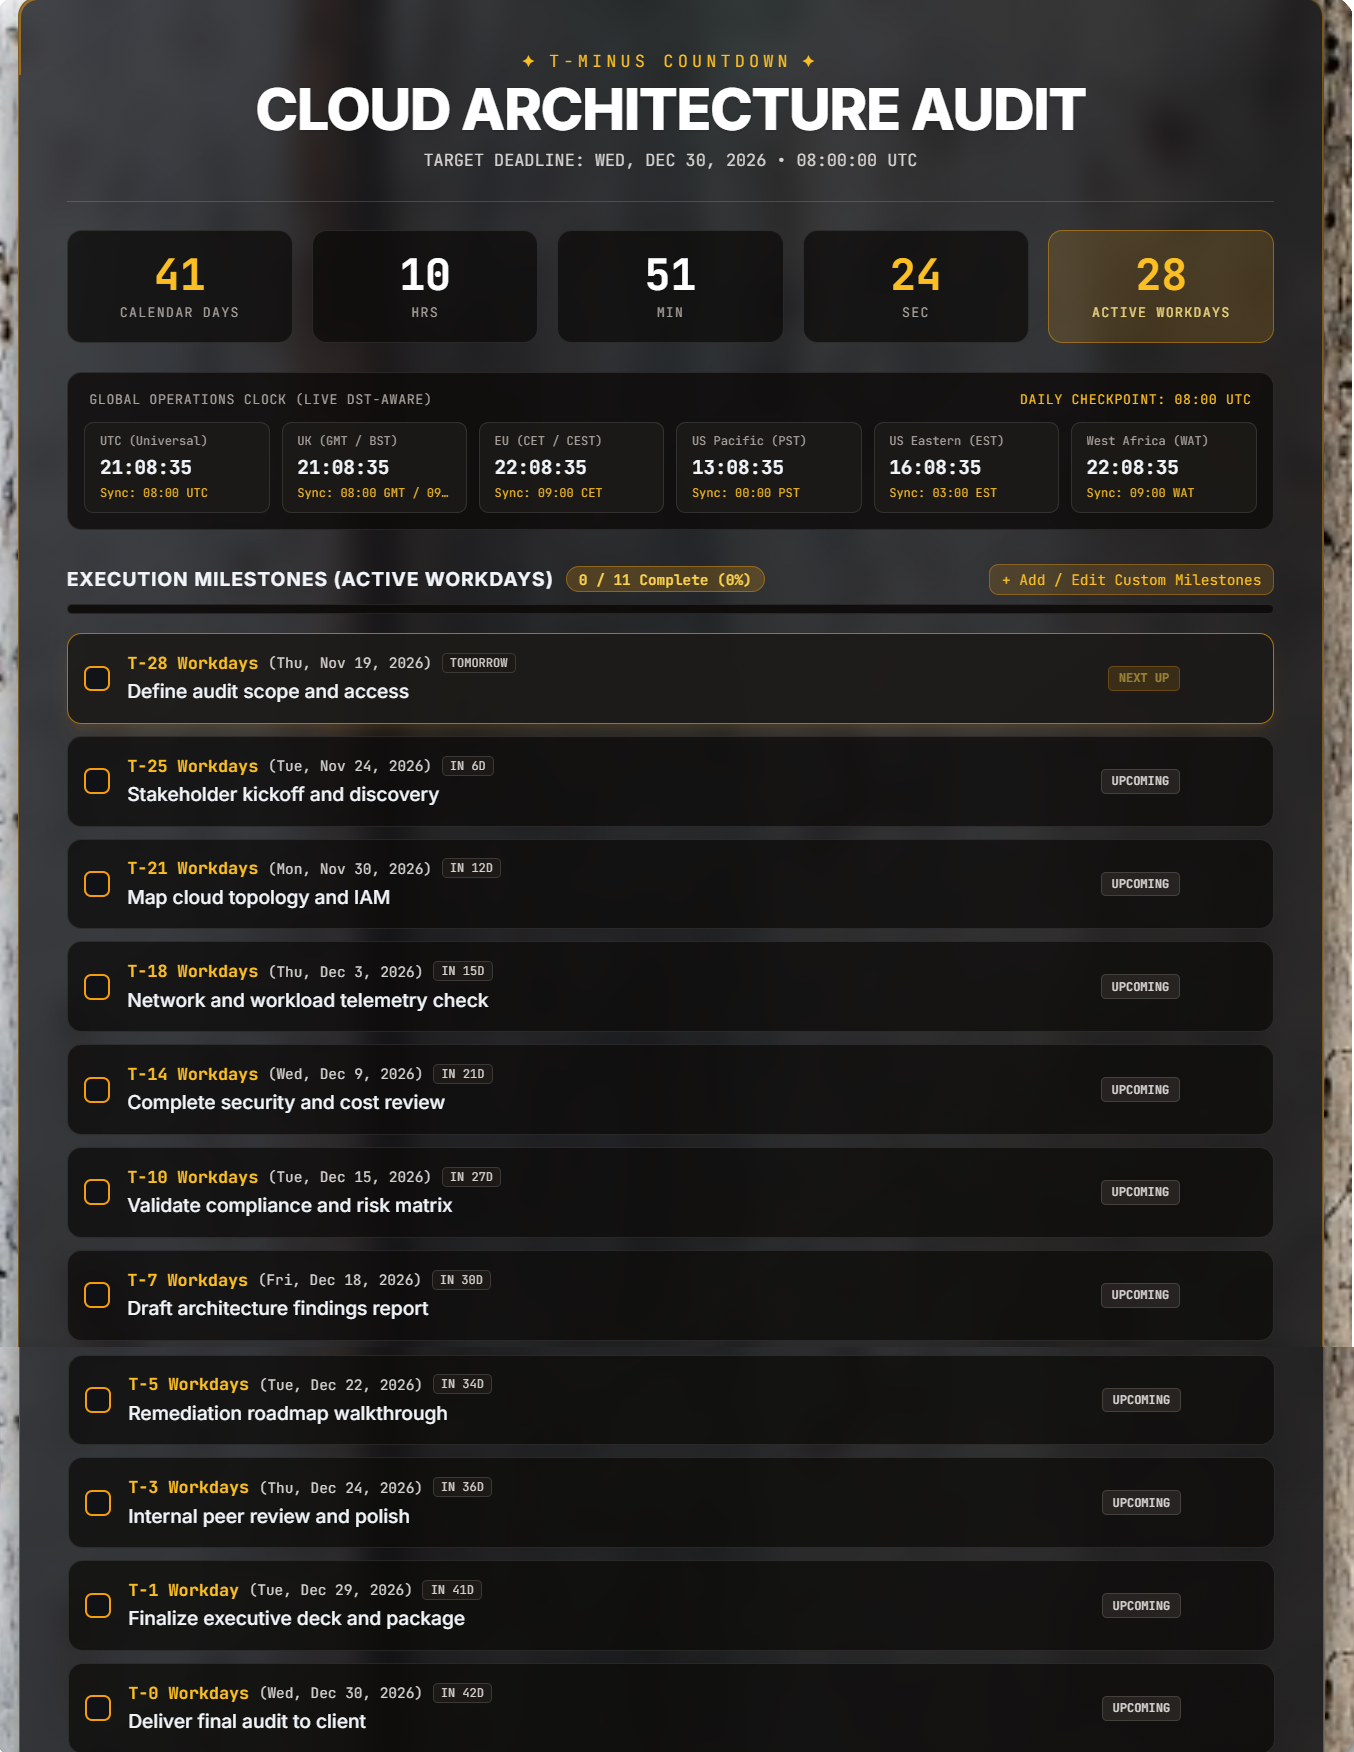 ✦ T-MINUS COUNTDOWN ✦
CLOUD ARCHITECTURE AUDIT
TARGET DEADLINE: WED, DEC 30, 2026 • 08:00:00 UTC
41
CALENDAR DAYS
10
HRS
51
MIN
24
SEC
28
ACTIVE WORKDAYS
GLOBAL OPERATIONS CLOCK (LIVE DST-AWARE)
DAILY CHECKPOINT: 08:00 UTC
UTC (Universal)
21:08:35
Sync: 08:00 UTC
UK (GMT / BST)
21:08:35
Sync: 08:00 GMT / 09…
EU (CET / CEST)
22:08:35
Sync: 09:00 CET
US Pacific (PST)
13:08:35
Sync: 00:00 PST
US Eastern (EST)
16:08:35
Sync: 03:00 EST
West Africa (WAT)
22:08:35
Sync: 09:00 WAT
EXECUTION MILESTONES (ACTIVE WORKDAYS)
0 / 11 Complete (0%)
+ Add / Edit Custom Milestones
T-28 Workdays (Thu, Nov 19, 2026) TOMORROW
Define audit scope and access
NEXT UP
T-25 Workdays (Tue, Nov 24, 2026) IN 6D
Stakeholder kickoff and discovery
UPCOMING
T-21 Workdays (Mon, Nov 30, 2026) IN 12D
Map cloud topology and IAM
UPCOMING
T-18 Workdays (Thu, Dec 3, 2026) IN 15D
Network and workload telemetry check
UPCOMING
T-14 Workdays (Wed, Dec 9, 2026) IN 21D
Complete security and cost review
UPCOMING
T-10 Workdays (Tue, Dec 15, 2026) IN 27D
Validate compliance and risk matrix
UPCOMING
T-7 Workdays (Fri, Dec 18, 2026) IN 30D
Draft architecture findings report
UPCOMING
T-5 Workdays (Tue, Dec 22, 2026) IN 34D
Remediation roadmap walkthrough
UPCOMING
T-3 Workdays (Thu, Dec 24, 2026) IN 36D
Internal peer review and polish
UPCOMING
T-1 Workday (Tue, Dec 29, 2026) IN 41D
Finalize executive deck and package
UPCOMING
T-0 Workdays (Wed, Dec 30, 2026) IN 42D
Deliver final audit to client
UPCOMING